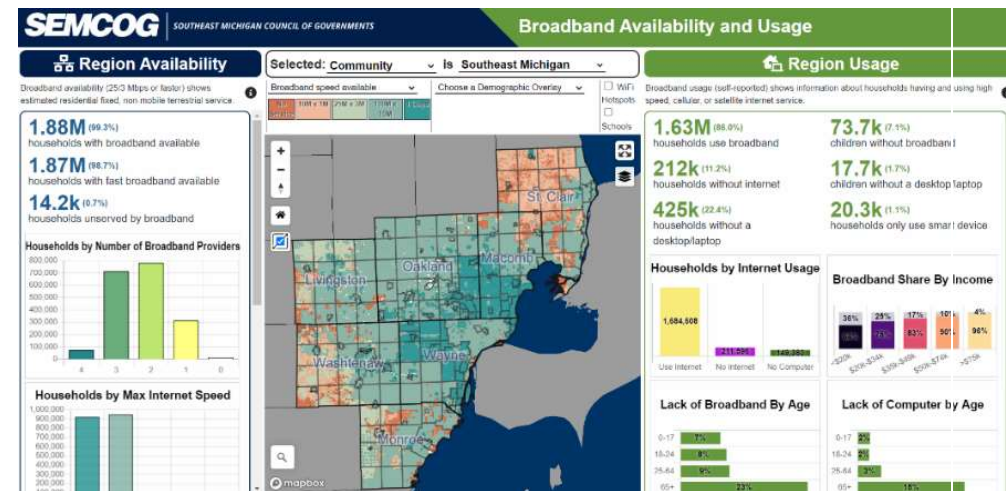 SEMCOG
SOUTHEAST MICHIGAN COUNCIL OF GOVERNMENTS
Broadband Availability and Usage
Region Availability
Broadband availability (25/3 Mbps or faster) shows
estimated residential fixed, non mobile terrestrial service.
1.88M (99.3%)
households with broadband available
1.87M (98.7%)
households with fast broadband available
14.2k (0.7%)
households unserved by broadband
Households by Number of Broadband Providers
800,000
700,000
600,000
500,000
400,000
300,000
200,000
100,000
0
4 3 2 1 0
Households by Max Internet Speed
1,000,000
900,000
800,000
700,000
600,000
500,000
400,000
300,000
200,000
100,000
Selected: Community is Southeast Michigan
Broadband speed available
Choose a Demographic Overlay
WiFi
Hotspots
Schools
St. Clair
Livingston
Oakland
Macomb
Washtenaw
Wayne
Monroe
mapbox
Region Usage
Broadband usage (self-reported) shows information about households having and using high
speed, cellular, or satellite internet service.
1.63M (86.0%)
households use broadband
73.7k (7.1%)
children without broadband
212k (11.2%)
households without internet
17.7k (1.7%)
children without a desktop/laptop
425k (22.4%)
households without a
desktop/laptop
20.3k (1.1%)
households only use smart device
Households by Internet Usage
1,684,508
Use Internet No Internet No Computer
Broadband Share By Income
36% 25% 17% 10% 4%
83% 90% 96%
<$20k $20k-$34k $35k-$49k $50k-$74k >$75k
Lack of Broadband By Age
0-17 7%
18-24 8%
25-64 9%
65+ 23%
Lack of Computer by Age
0-17 2%
18-24 2%
25-64 3%
65+ 15%